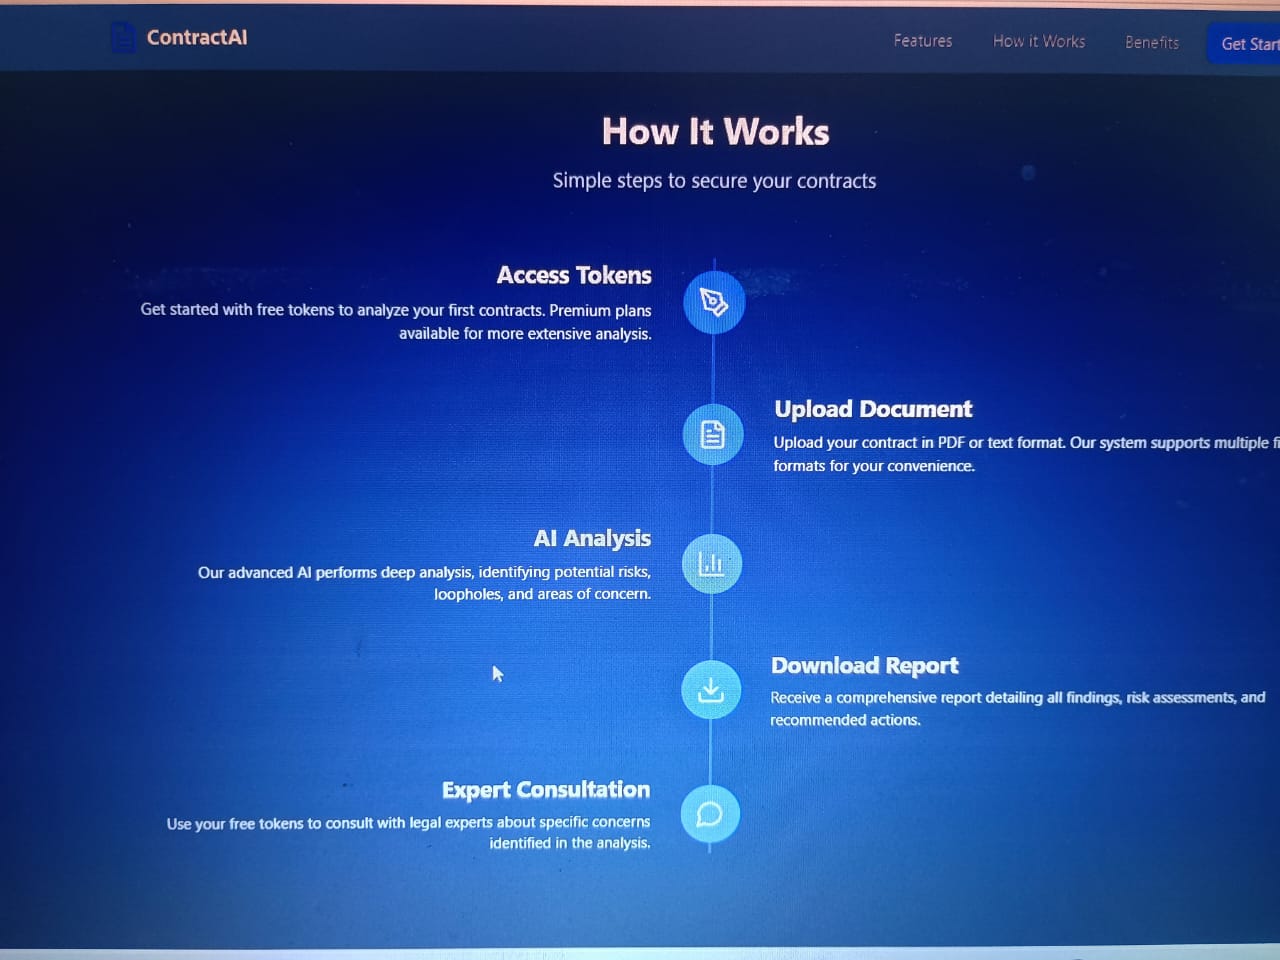 ContractAI
Features
How it Works
Benefits
Get Start
How It Works
Simple steps to secure your contracts
Access Tokens
Get started with free tokens to analyze your first contracts. Premium plans
available for more extensive analysis.
Upload Document
Upload your contract in PDF or text format. Our system supports multiple fi
formats for your convenience.
AI Analysis
Our advanced AI performs deep analysis, identifying potential risks,
loopholes, and areas of concern.
Download Report
Receive a comprehensive report detailing all findings, risk assessments, and
recommended actions.
Expert Consultation
Use your free tokens to consult with legal experts about specific concerns
identified in the analysis.